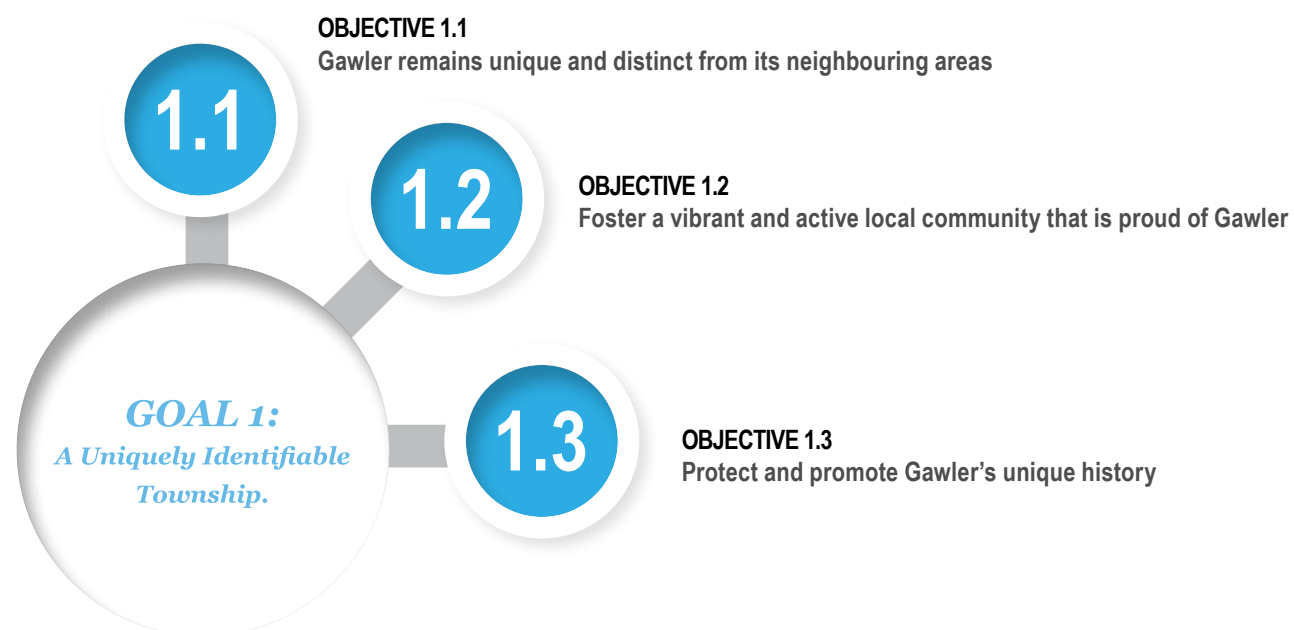 OBJECTIVE 1.1
Gawler remains unique and distinct from its neighbouring areas
1.1
1.2
OBJECTIVE 1.2
Foster a vibrant and active local community that is proud of Gawler
GOAL 1:
A Uniquely Identifiable
Township.
1.3
OBJECTIVE 1.3
Protect and promote Gawler’s unique history